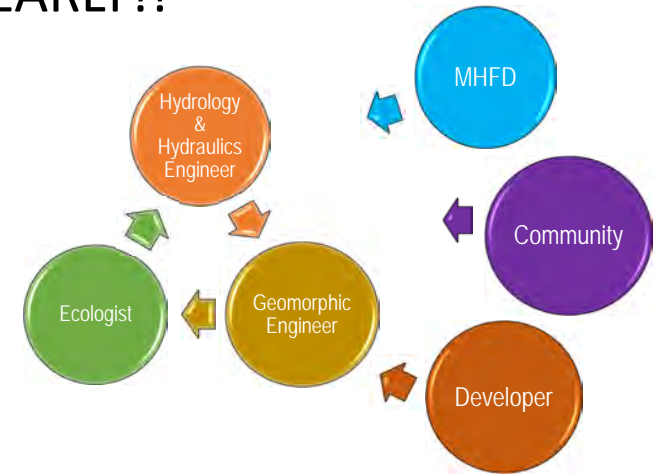 MHFD
Hydrology
&
Hydraulics
Engineer
Community
Ecologist
Geomorphic
Engineer
Developer